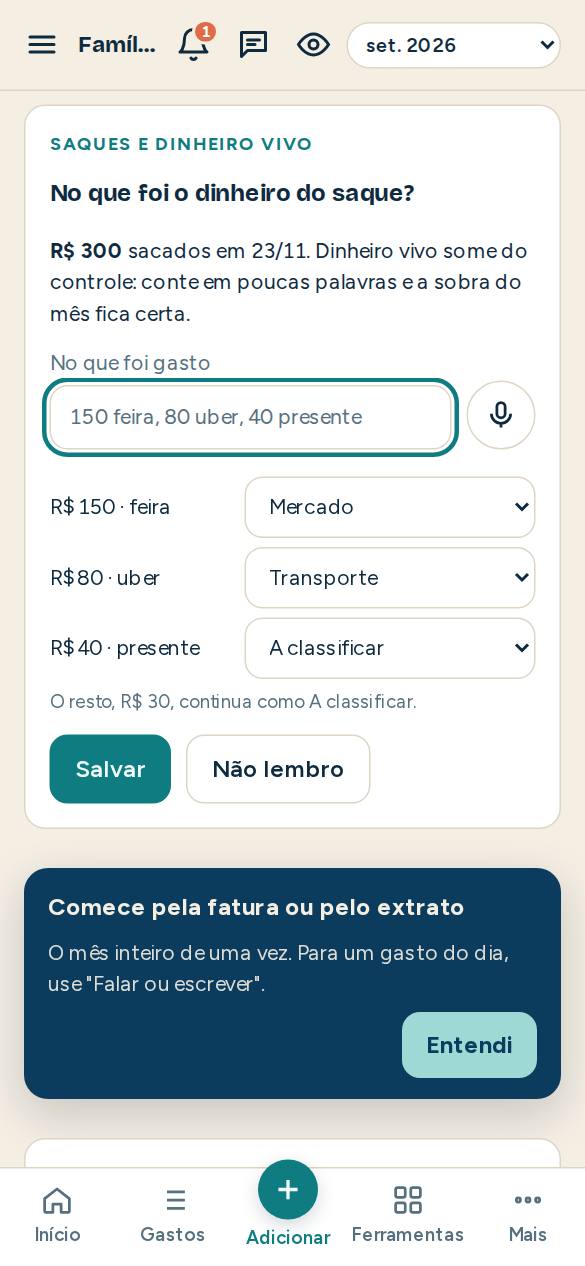 Famíl...
1
set. 2026
SAQUES E DINHEIRO VIVO
No que foi o dinheiro do saque?
R$ 300 sacados em 23/11. Dinheiro vivo some do
controle: conte em poucas palavras e a sobra do
mês fica certa.
No que foi gasto
150 feira, 80 uber, 40 presente
R$ 150 · feira
Mercado
R$ 80 · uber
Transporte
R$ 40 · presente
A classificar
O resto, R$ 30, continua como A classificar.
Salvar
Não lembro
Comece pela fatura ou pelo extrato
O mês inteiro de uma vez. Para um gasto do dia,
use "Falar ou escrever".
Entendi
Início
Gastos
Adicionar
Ferramentas
Mais